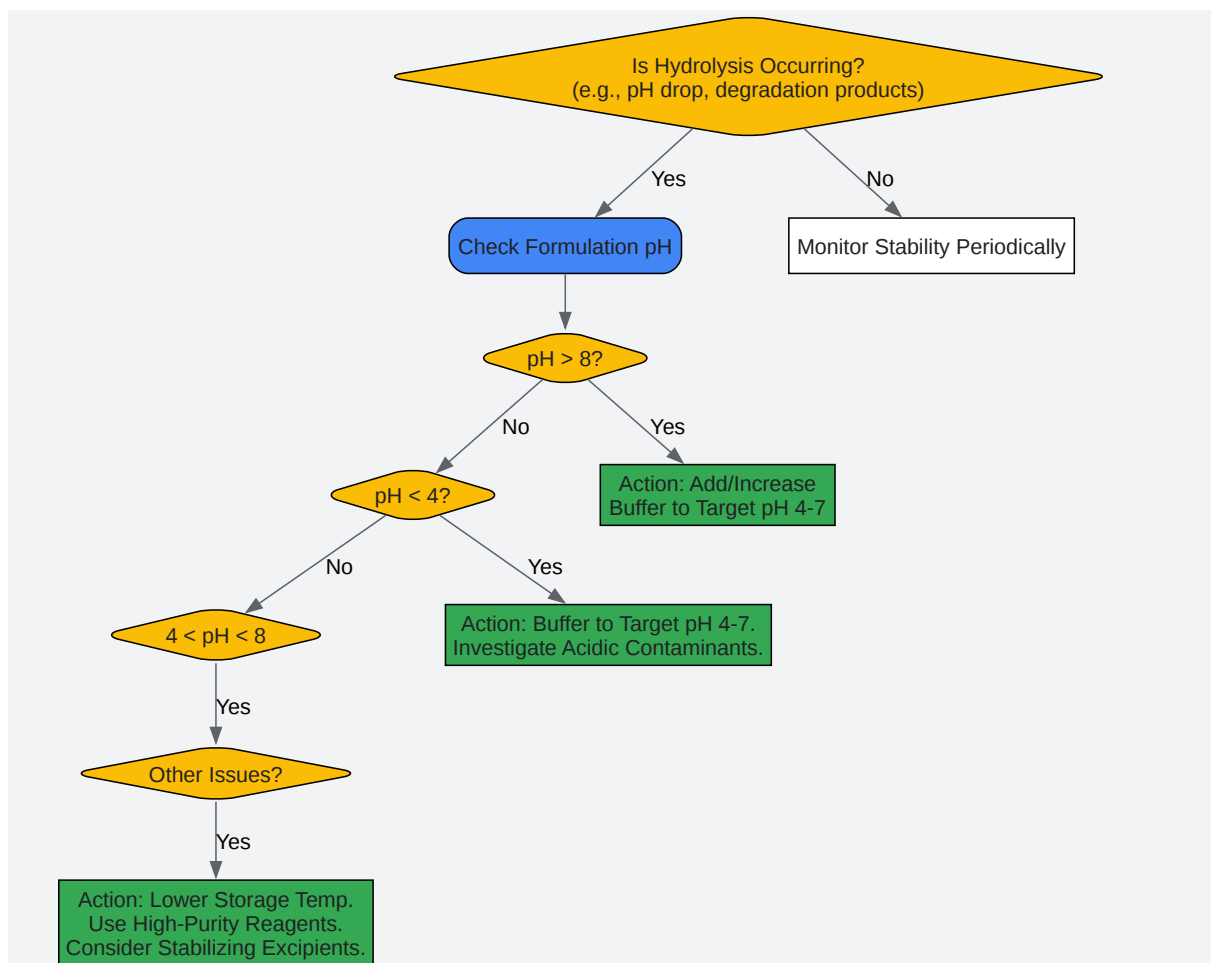 Is Hydrolysis Occurring?
(e.g., pH drop, degradation products)
Yes
No
Check Formulation pH
Monitor Stability Periodically
pH > 8?
No
Yes
pH < 4?
Action: Add/Increase
Buffer to Target pH 4-7
No
Yes
4 < pH < 8
Action: Buffer to Target pH 4-7.
Investigate Acidic Contaminants.
Yes
Other Issues?
Yes
Action: Lower Storage Temp.
Use High-Purity Reagents.
Consider Stabilizing Excipients.